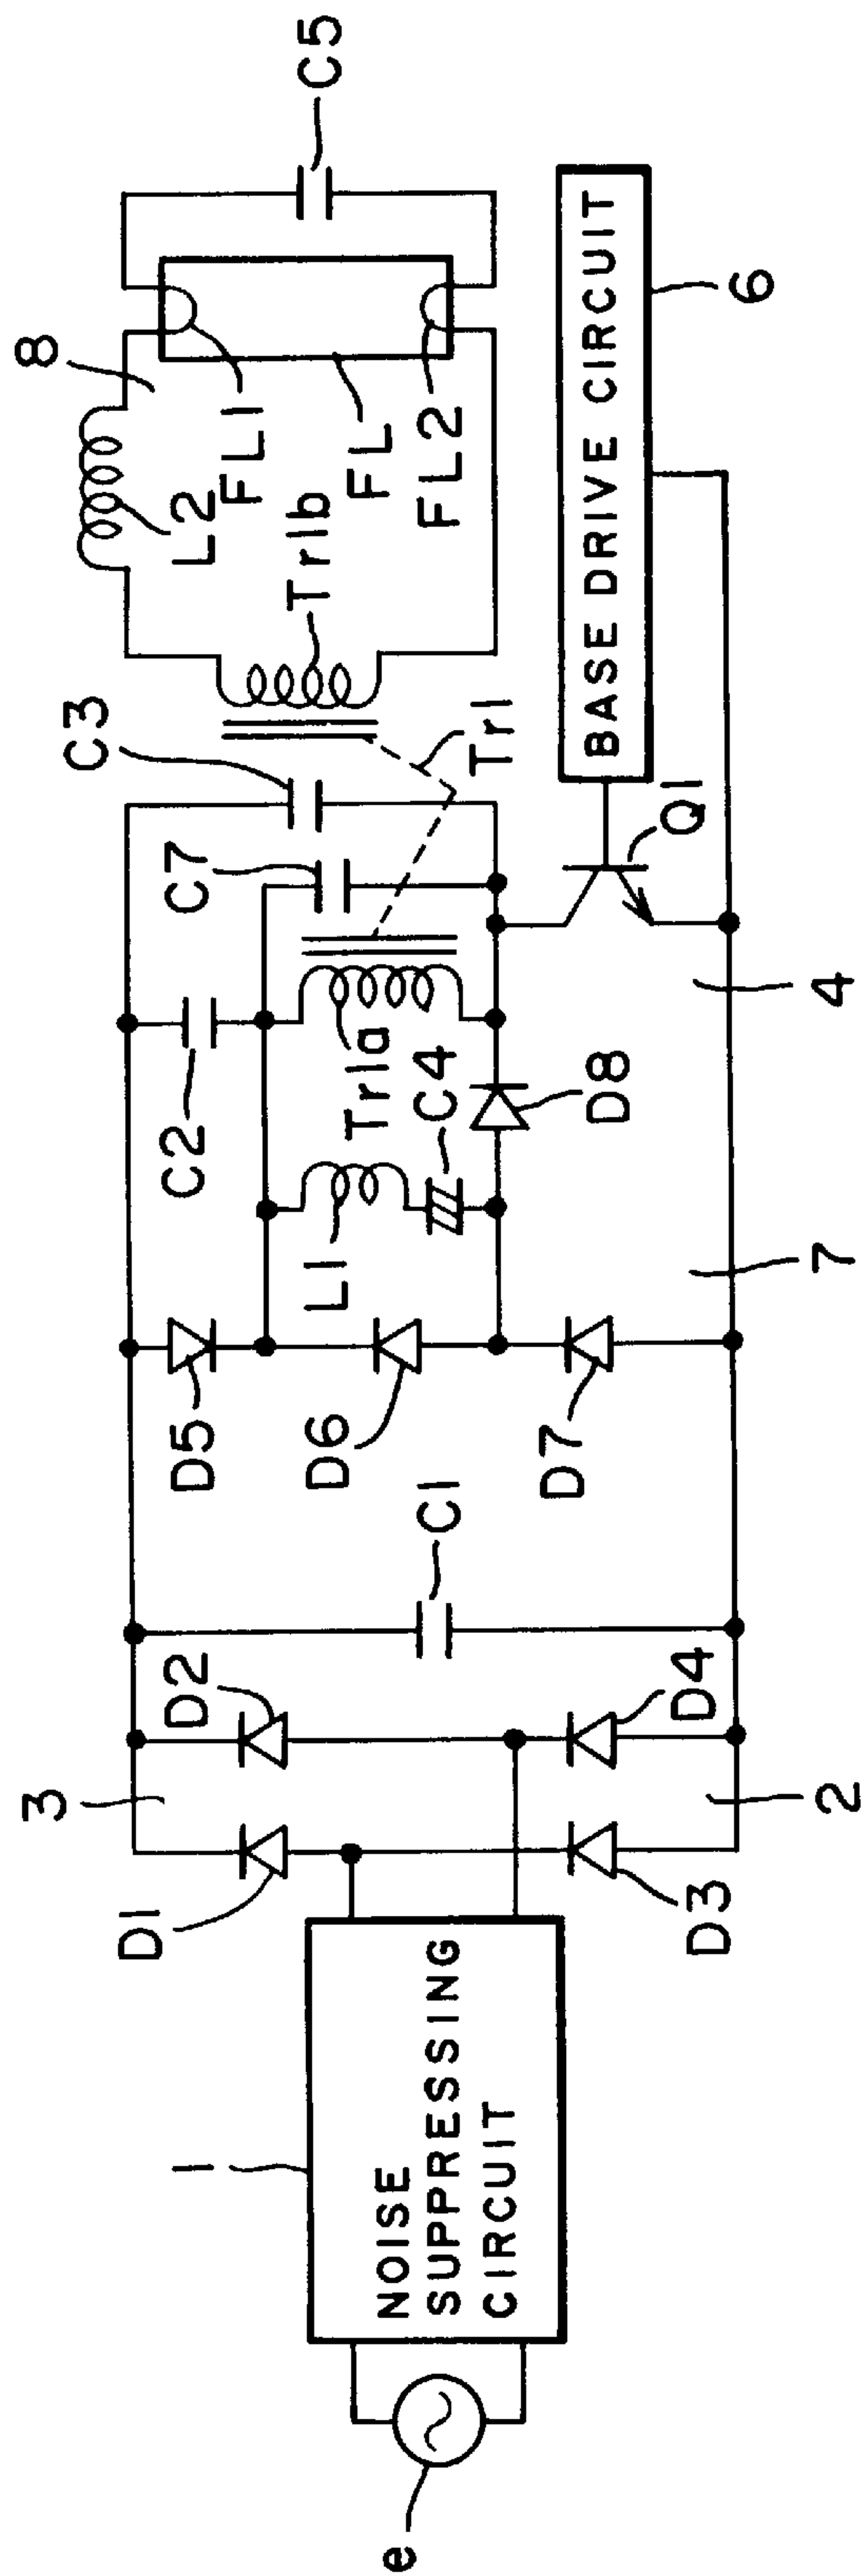 e
1
NOISE
SUPPRESSING
CIRCUIT
D1
3
D2
D3
2
D4
C1
D5
D6
D7
7
L1
C2
Tr1a
C4
D8
4
C7
C3
Tr1
Q1
BASE DRIVE CIRCUIT
6
Tr1b
L2
8
FL1
FL
FL2
C5